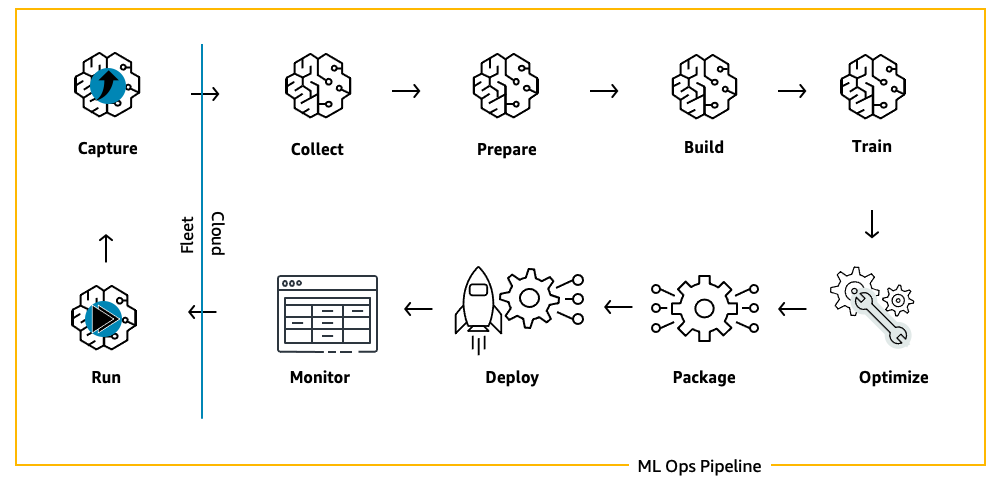 Capture
Collect
Prepare
Build
Train
Fleet
Cloud
Run
Monitor
Deploy
Package
Optimize
ML Ops Pipeline